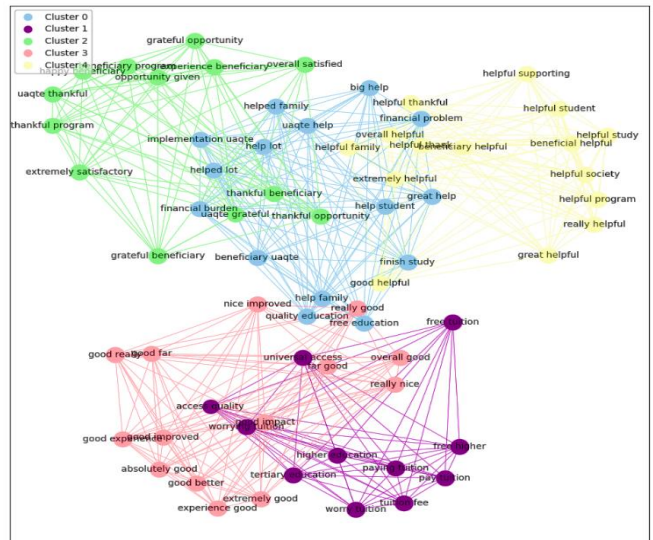 Cluster 0
Cluster 1
Cluster 2
Cluster 3
Cluster 4
grateful opportunity
happy beneficiary
beneficiary program
experience beneficiary
overall satisfied
opportunity given
uaqte thankful
thankful program
extremely satisfactory
big help
helpful thankful
helped family
financial problem
helpful supporting
helpful student
implementation uaqte
uaqte help
overall helpful
helpful study
help lot
helpful family
helpful thank
beneficiary helpful
beneficial helpful
helped lot
extremely helpful
helpful society
thankful beneficiary
great help
helpful program
financial burden
uaqte grateful
thankful opportunity
help student
really helpful
grateful beneficiary
beneficiary uaqte
finish study
great helpful
good helpful
nice improved
help family
really good
quality education
free education
free tuition
good really
good far
universal access
far good
overall good
really nice
access quality
good impact
worrying tuition
good experience
good improved
free higher
absolutely good
higher education
good better
tertiary education
paying tuition
pay tuition
experience good
extremely good
worry tuition
tuition fee